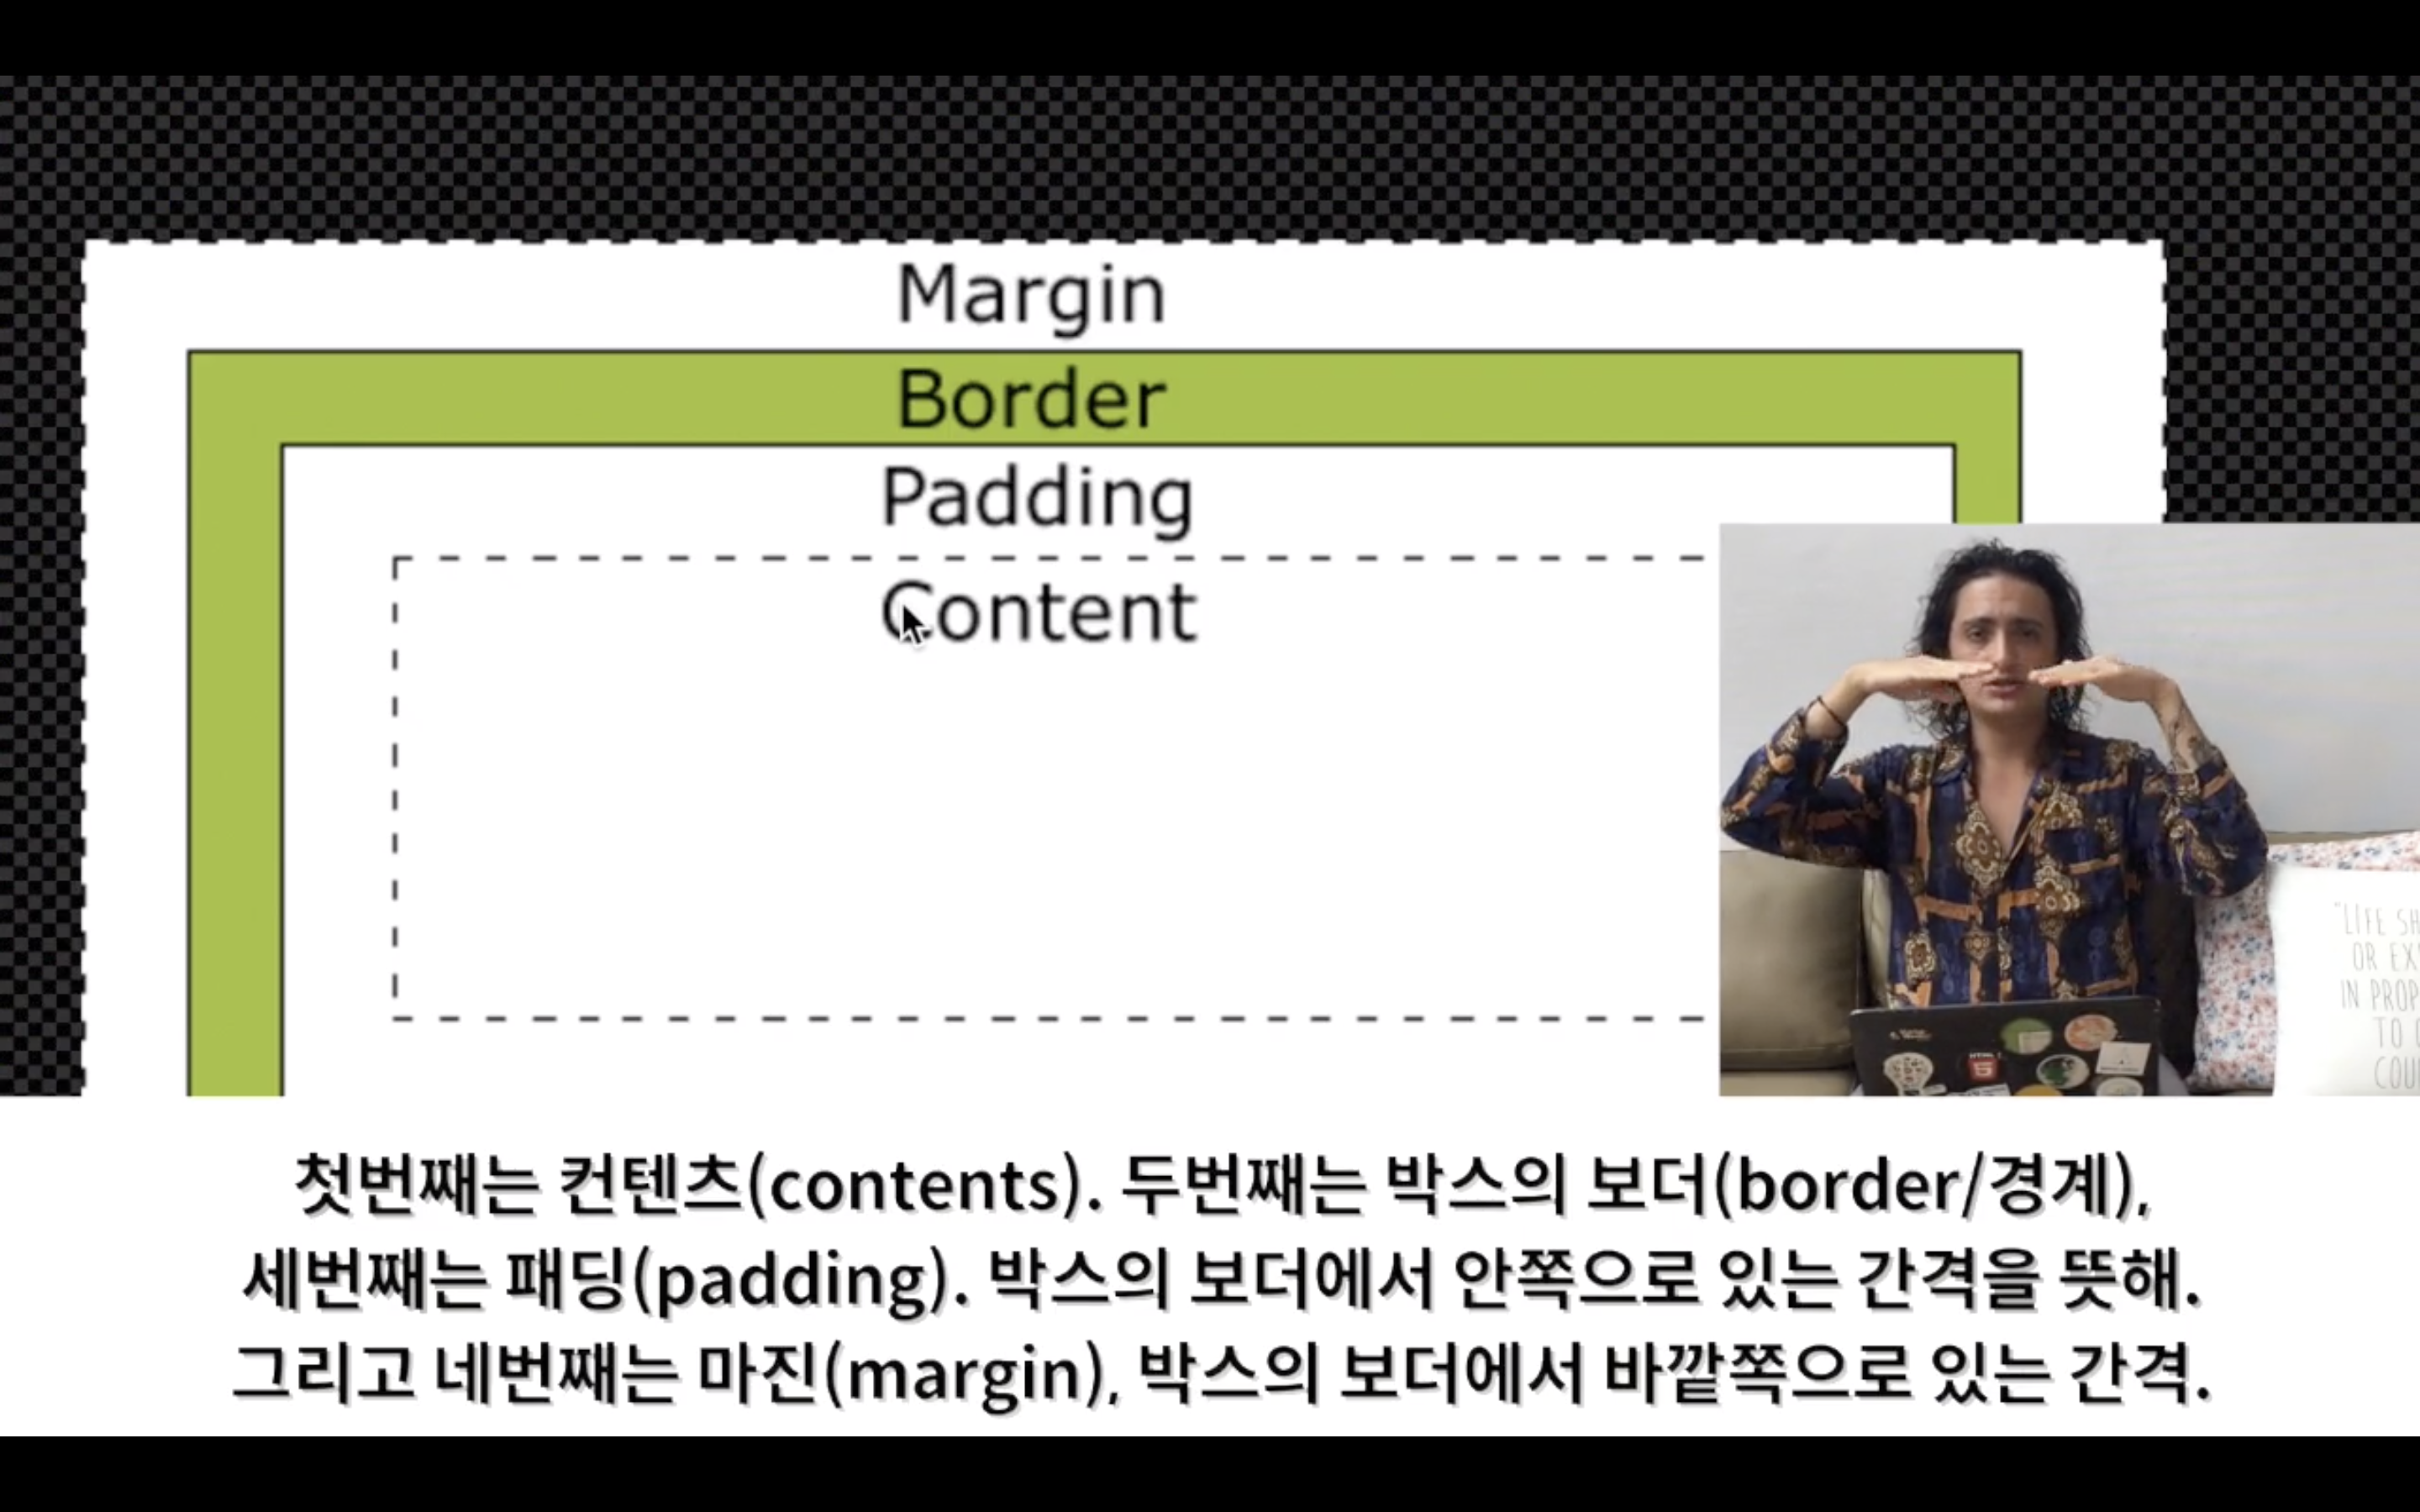 Margin
Border
Padding
Content
"LIFE SH
OR EX
IN PROP
TO
COU
첫번째는 컨텐츠(contents). 두번째는 박스의 보더(border/경계),
세번째는 패딩(padding). 박스의 보더에서 안쪽으로 있는 간격을 뜻해.
그리고 네번째는 마진(margin), 박스의 보더에서 바깥쪽으로 있는 간격.